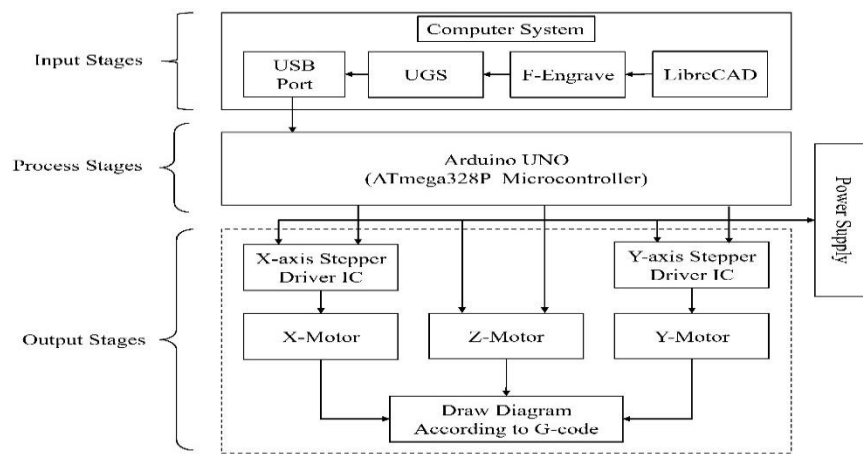 Computer System
Input Stages
USB
Port
UGS
F-Engrave
LibreCAD
Process Stages
Arduino UNO
(ATmega328P Microcontroller)
Power Supply
X-axis Stepper
Driver IC
Y-axis Stepper
Driver IC
Output Stages
X-Motor
Z-Motor
Y-Motor
Draw Diagram
According to G-code